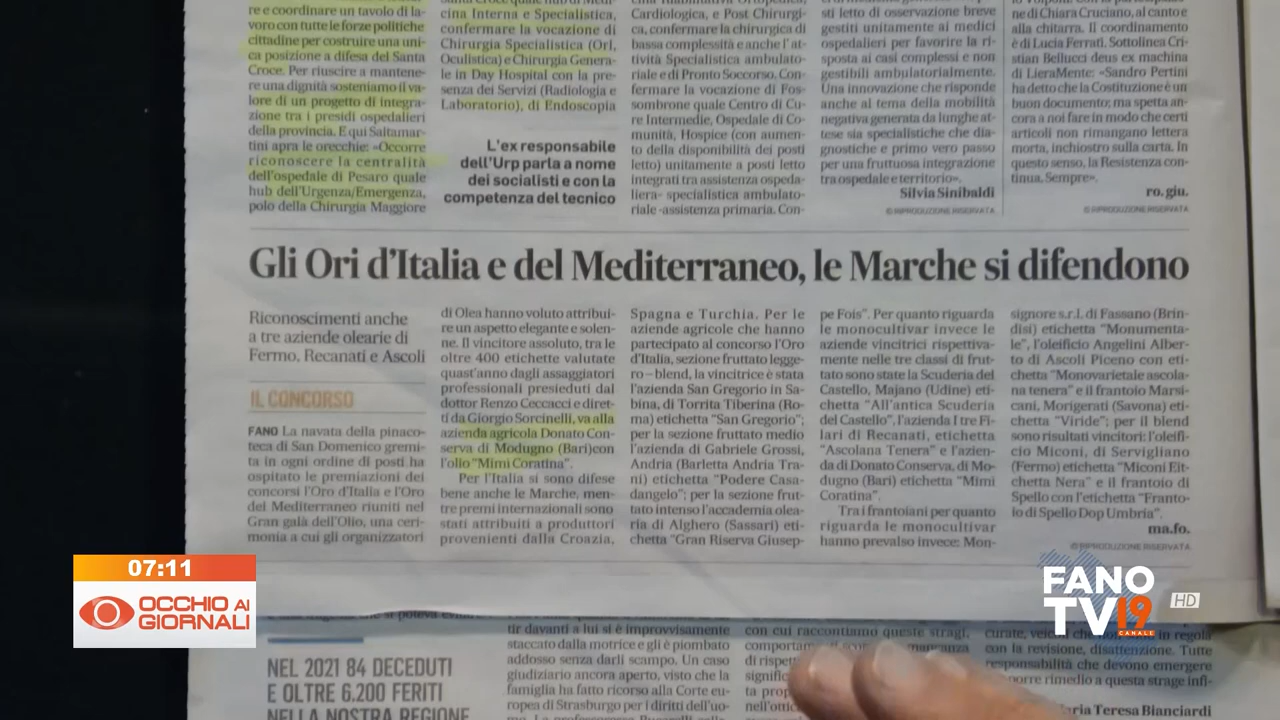 re e coordinare un tavolo di la-
voro con tutte le forze politiche
cittadine per costruire una uni-
ca posizione a difesa del Santa
Croce. Per riuscire a mantene-
re una dignità sosteniamo il va-
lore di un progetto di integra-
zione tra i presidi ospedalieri
della provincia. E qui Saltamar-
tini apra le orecchie: «Occorre
riconoscere la centralità
dell'ospedale di Pesaro quale
hub dell'Urgenza/Emergenza,
polo della Chirurgia Maggiore
cina Interna e Specialistica,
confermare la vocazione di
Chirurgia Specialistica (Orl,
Oculistica) e Chirurgia Genera-
le in Day Hospital con la pre-
senza dei Servizi (Radiologia e
Laboratorio), di Endoscopia
L'ex responsabile
dell'Urp parla a nome
dei socialisti e con la
competenza del tecnico
Cardiologica, e Post Chirurgi-
ca, confermare la chirurgica di
bassa complessità e anche l'at-
tività Specialistica ambulato-
riale e di Pronto Soccorso. Con-
fermare la vocazione di Fos-
sombrone quale Centro di Cu-
re Intermedie, Ospedale di Co-
munità, Hospice (con aumen-
to della disponibilità dei posti
letto) unitamente a posti letto
integrati tra assistenza ospeda-
liera- specialistica ambulato-
riale -assistenza primaria. Con-
sti letto di osservazione breve
gestiti unitamente ai medici
ospedalieri per favorire la ri-
sposta ai casi complessi e non
gestibili ambulatorialmente.
Una innovazione che risponde
anche al tema della mobilità
negativa generata da lunghe at-
tese sia specialistiche che dia-
gnostiche e primo vero passo
per una fruttuosa integrazione
tra ospedale e territorio».
Silvia Sinibaldi
© RIPRODUZIONE RISERVATA
ne di Chiara Cruciano, al canto e
alla chitarra. Il coordinamento
è di Lucia Ferrati. Sottolinea Cri-
stian Bellucci deus ex machina
di LieraMente: «Sandro Pertini
ha detto che la Costituzione è un
buon documento; ma spetta an-
cora a noi fare in modo che certi
articoli non rimangano lettera
morta, inchiostro sulla carta. In
questo senso, la Resistenza con-
tinua, Sempre».
ro. giu.
© RIPRODUZIONE RISERVATA
Gli Ori d'Italia e del Mediterraneo, le Marche si difendono
Riconoscimenti anche
a tre aziende olearie di
Fermo, Recanati e Ascoli
IL CONCORSO
FANO La navata della pinaco-
teca di San Domenico gremi-
ta in ogni ordine di posti ha
ospitato le premiazioni dei
concorsi l'Oro d'Italia e l'Oro
del Mediterraneo riuniti nel
Gran galà dell'Olio, una ceri-
monia a cui gli organizzatori
di Olea hanno voluto attribui-
re un aspetto elegante e solen-
ne. Il vincitore assoluto, tra le
oltre 400 etichette valutate
quast'anno dagli assaggiatori
professionali presieduti dal
dottor Renzo Ceccacci e diret-
ti da Giorgio Sorcinelli, va alla
azienda agricola Donato Con-
serva di Modugno (Bari)con
l'olio "Mimì Coratina".
Per l'Italia si sono difese
bene anche le Marche, men-
tre premi internazionali sono
stati attribuiti a produttori
provenienti dalla Croazia,
Spagna e Turchia. Per le
aziende agricole che hanno
partecipato al concorso l'Oro
d'Italia, sezione fruttato legge-
ro – blend, la vincitrice è stata
l'azienda San Gregorio in Sa-
bina, di Torrita Tiberina (Ro-
ma) etichetta "San Gregorio";
per la sezione fruttato medio
l'azienda di Gabriele Grossi,
Andria (Barletta Andria Tra-
ni) etichetta "Podere Casa-
dangelo"; per la sezione frut-
tato intenso l'accademia olea-
ria di Alghero (Sassari) eti-
chetta "Gran Riserva Giusep-
pe Fois". Per quanto riguarda
le monocultivar invece le
aziende vincitrici rispettiva-
mente nelle tre classi di frut-
tato sono state la Scuderia del
Castello, Majano (Udine) eti-
chetta "All'antica Scuderia
del Castello", l'azienda I tre Fi-
lari di Recanati, etichetta
"Ascolana Tenera" e l'azien-
da di Donato Conserva, di Mo-
dugno (Bari) etichetta "Mimì
Coratina".
Tra i frantoiani per quanto
riguarda le monocultivar
hanno prevalso invece: Mon-
signore s.r.l. di Fassano (Brin-
disi) etichetta "Monumenta-
le", l'oleificio Angelini Alber-
to di Ascoli Piceno con eti-
chetta "Monovarietale ascola-
na tenera" e il frantoio Marsi-
cani, Morigerati (Savona) eti-
chetta "Viride"; per il blend
sono risultati vincitori: l'oleifi-
cio Miconi, di Servigliano
(Fermo) etichetta "Miconi Eit-
chetta Nera" e il frantoio di
Spello con l'etichetta "Franto-
io di Spello Dop Umbria".
ma.fo.
© RIPRODUZIONE RISERVATA
07:11
OCCHIO AI
GIORNALI
FANO
TV 19
CANALE
HD
NEL 2021 84 DECEDUTI
E OLTRE 6.200 FERITI
NELLA NOSTRA REGIONE
tir davanti a lui si è improvvisamente
staccato dalla motrice e gli è piombato
addosso senza darli scampo. Un caso
giudiziario ancora aperto, visto che la
famiglia ha fatto ricorso alla Corte eu-
ropea di Strasburgo per i diritti dell'uo-
con cui raccontiamo queste stragi,
con la revisione, disattenzione. Tutte
responsabilità che devono emergere
porre rimedio a questa strage infi-
Maria Teresa Bianciardi